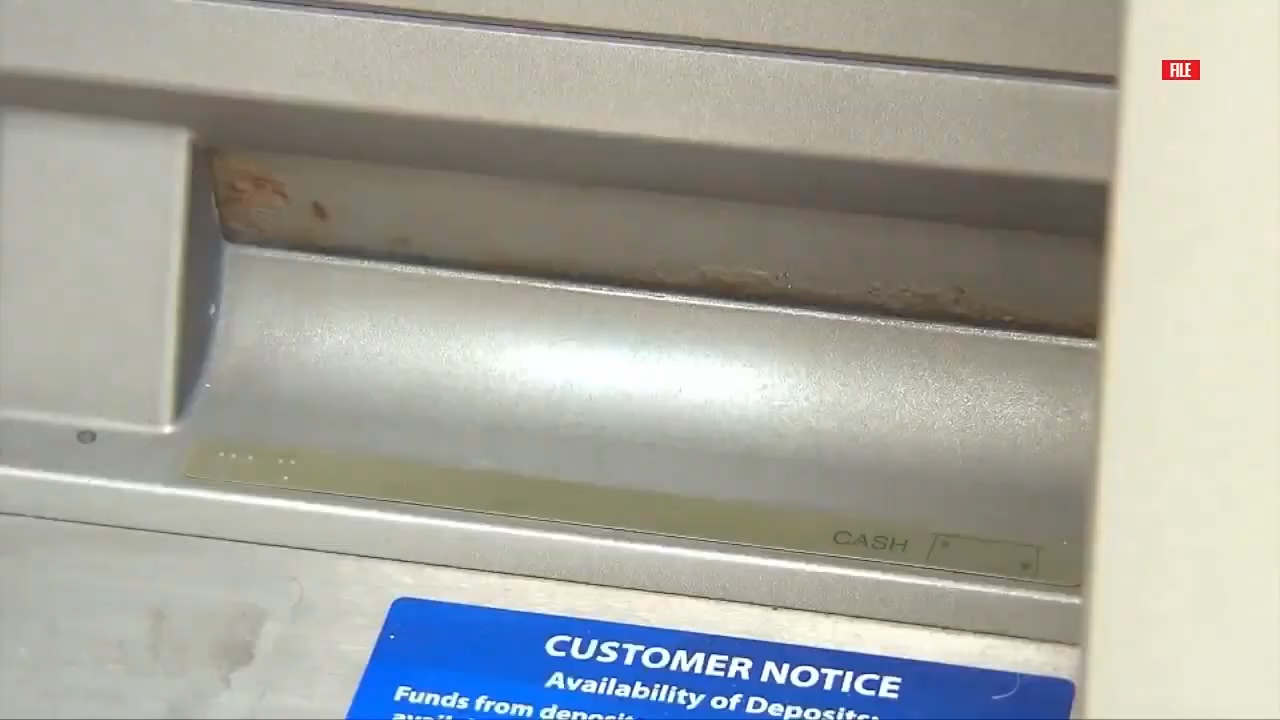 FILE
CASH
CUSTOMER NOTICE
Availability of Deposits:
Funds from